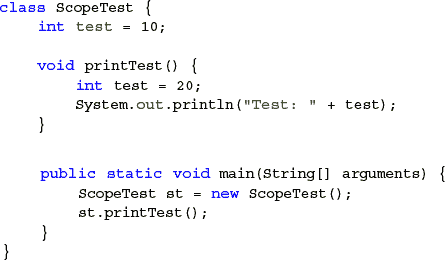 class ScopeTest {
    int test = 10;

    void printTest() {
        int test = 20;
        System.out.println("Test: " + test);
    }

    public static void main(String[] arguments) {
        ScopeTest st = new ScopeTest();
        st.printTest();
    }
}